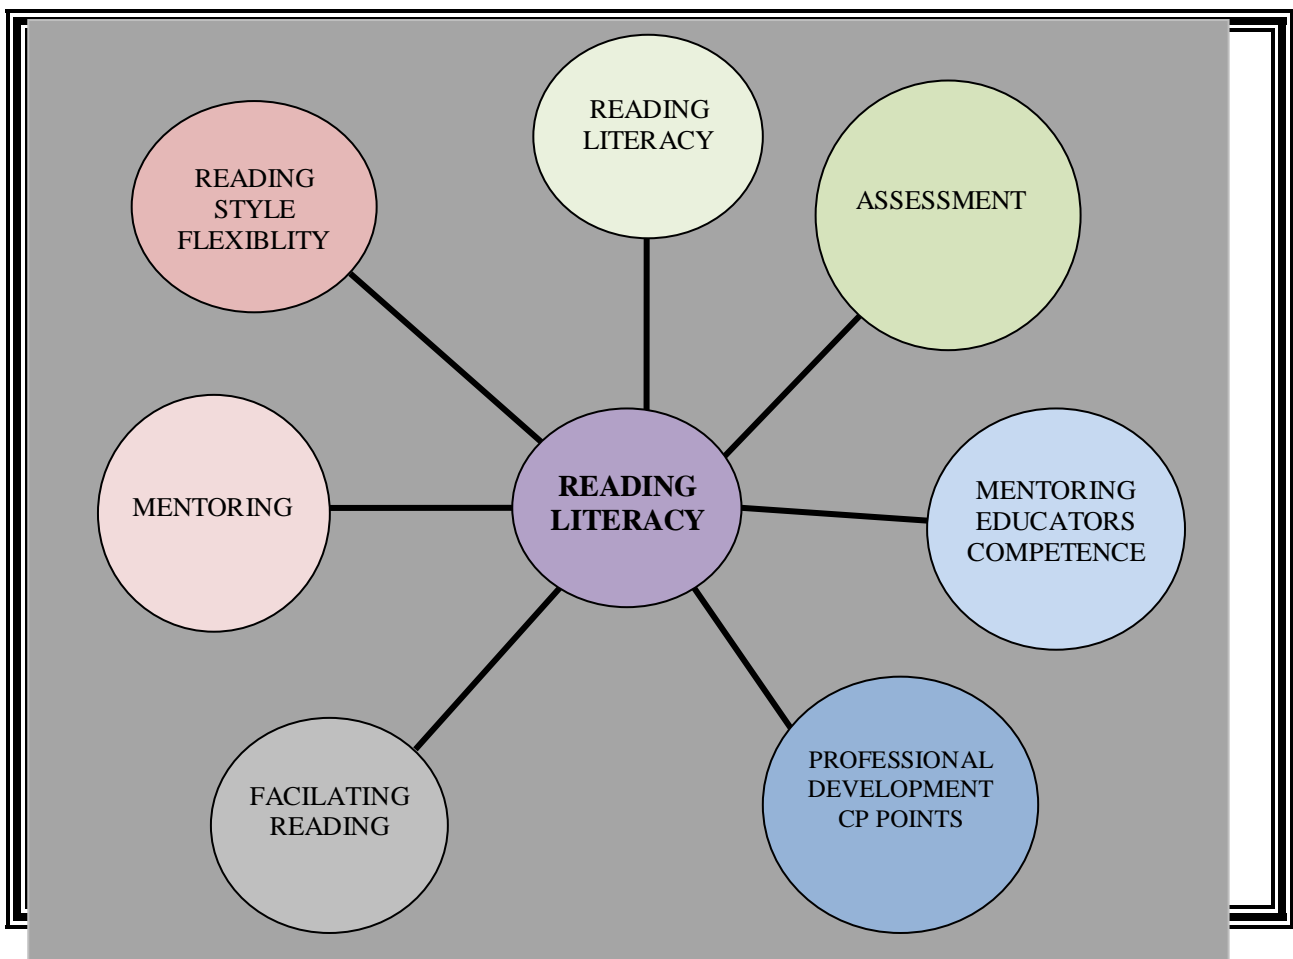 READING
LITERACY
ASSESSMENT
READING
STYLE
FLEXIBLITY
MENTORING
READING
LITERACY
MENTORING
EDUCATORS
COMPETENCE
FACILATING
READING
PROFESSIONAL
DEVELOPMENT
CP POINTS